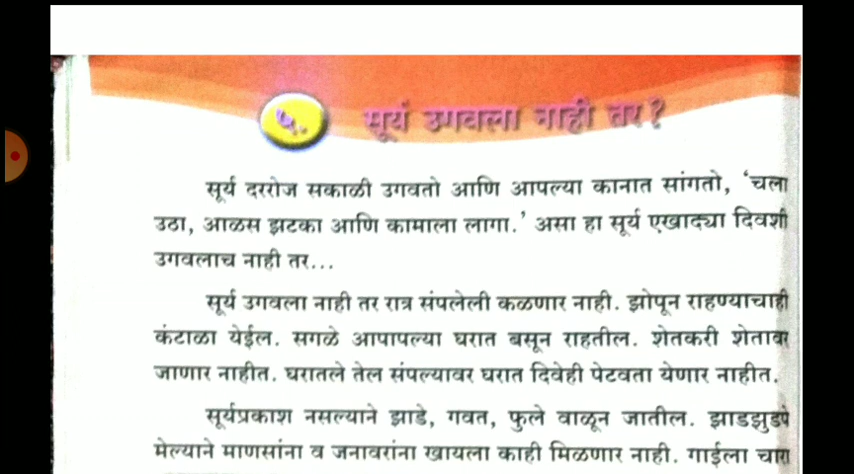 ५. सूर्य उगवला नाही तर ?
सूर्य दररोज सकाळी उगवतो आणि आपल्या कानात सांगतो, ‘चला
उठा, आळस झटका आणि कामाला लागा.’ असा हा सूर्य एखाद्या दिवशी
उगवलाच नाही तर...
सूर्य उगवला नाही तर रात्र संपलेली कळणार नाही. झोपून राहण्याचाही
कंटाळा येईल. सगळे आपापल्या घरात बसून राहतील. शेतकरी शेतावर
जाणार नाहीत. घरातले तेल संपल्यावर घरात दिवेही पेटवता येणार नाहीत.
सूर्यप्रकाश नसल्याने झाडे, गवत, फुले वाळून जातील. झाडझुडपे
मेल्याने माणसांना व जनावरांना खायला काही मिळणार नाही. गाईला चारा